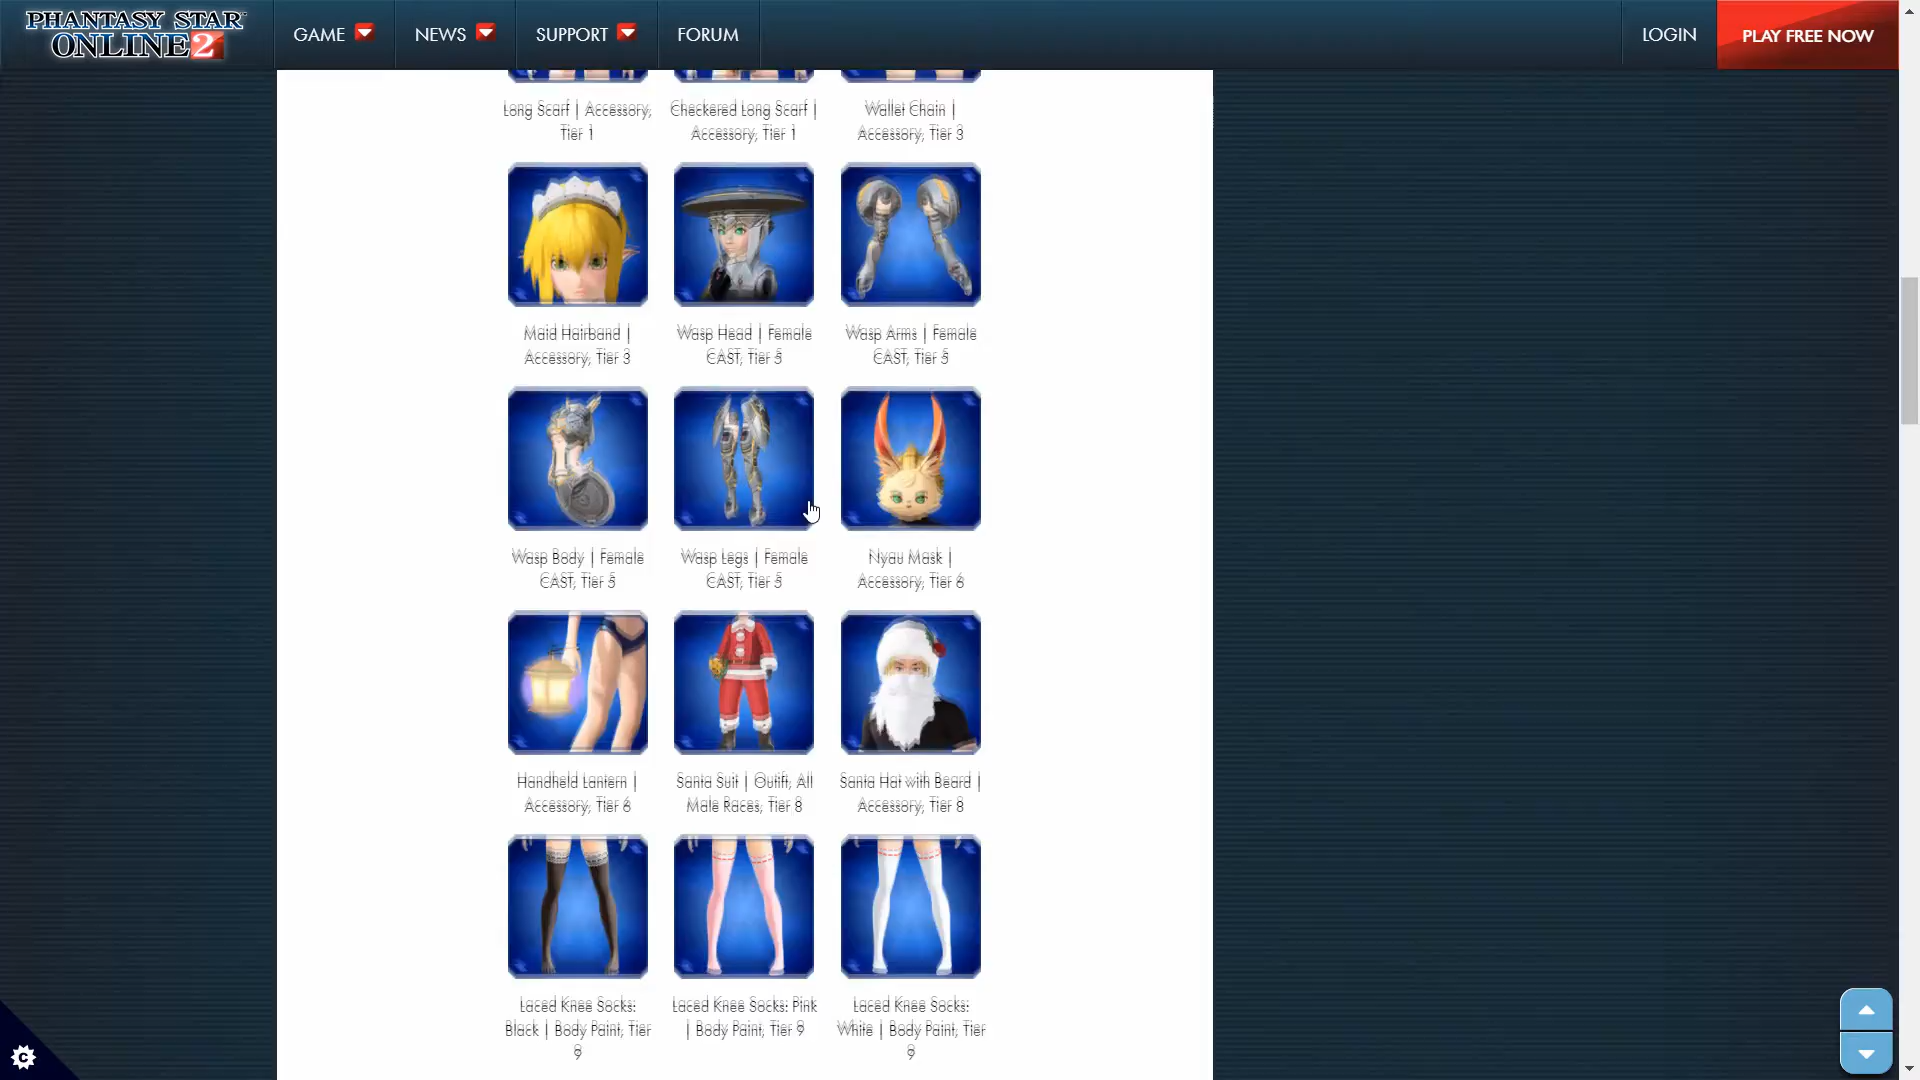 PHANTASY STAR
ONLINE 2
GAME
NEWS
SUPPORT
FORUM
LOGIN
PLAY FREE NOW
Long Scarf | Accessory,
Tier 1
Checkered Long Scarf |
Accessory, Tier 1
Wallet Chain |
Accessory, Tier 3
Maid Hairband |
Accessory, Tier 3
Wasp Head | Female
CAST, Tier 5
Wasp Arms | Female
CAST, Tier 5
Wasp Body | Female
CAST, Tier 5
Wasp Legs | Female
CAST, Tier 5
Nyau Mask |
Accessory, Tier 6
Handheld Lantern |
Accessory, Tier 6
Santa Suit | Outift, All
Male Races, Tier 8
Santa Hat with Beard |
Accessory, Tier 8
Laced Knee Socks:
Black | Body Paint, Tier
9
Laced Knee Socks: Pink
| Body Paint, Tier 9
Laced Knee Socks:
White | Body Paint, Tier
9